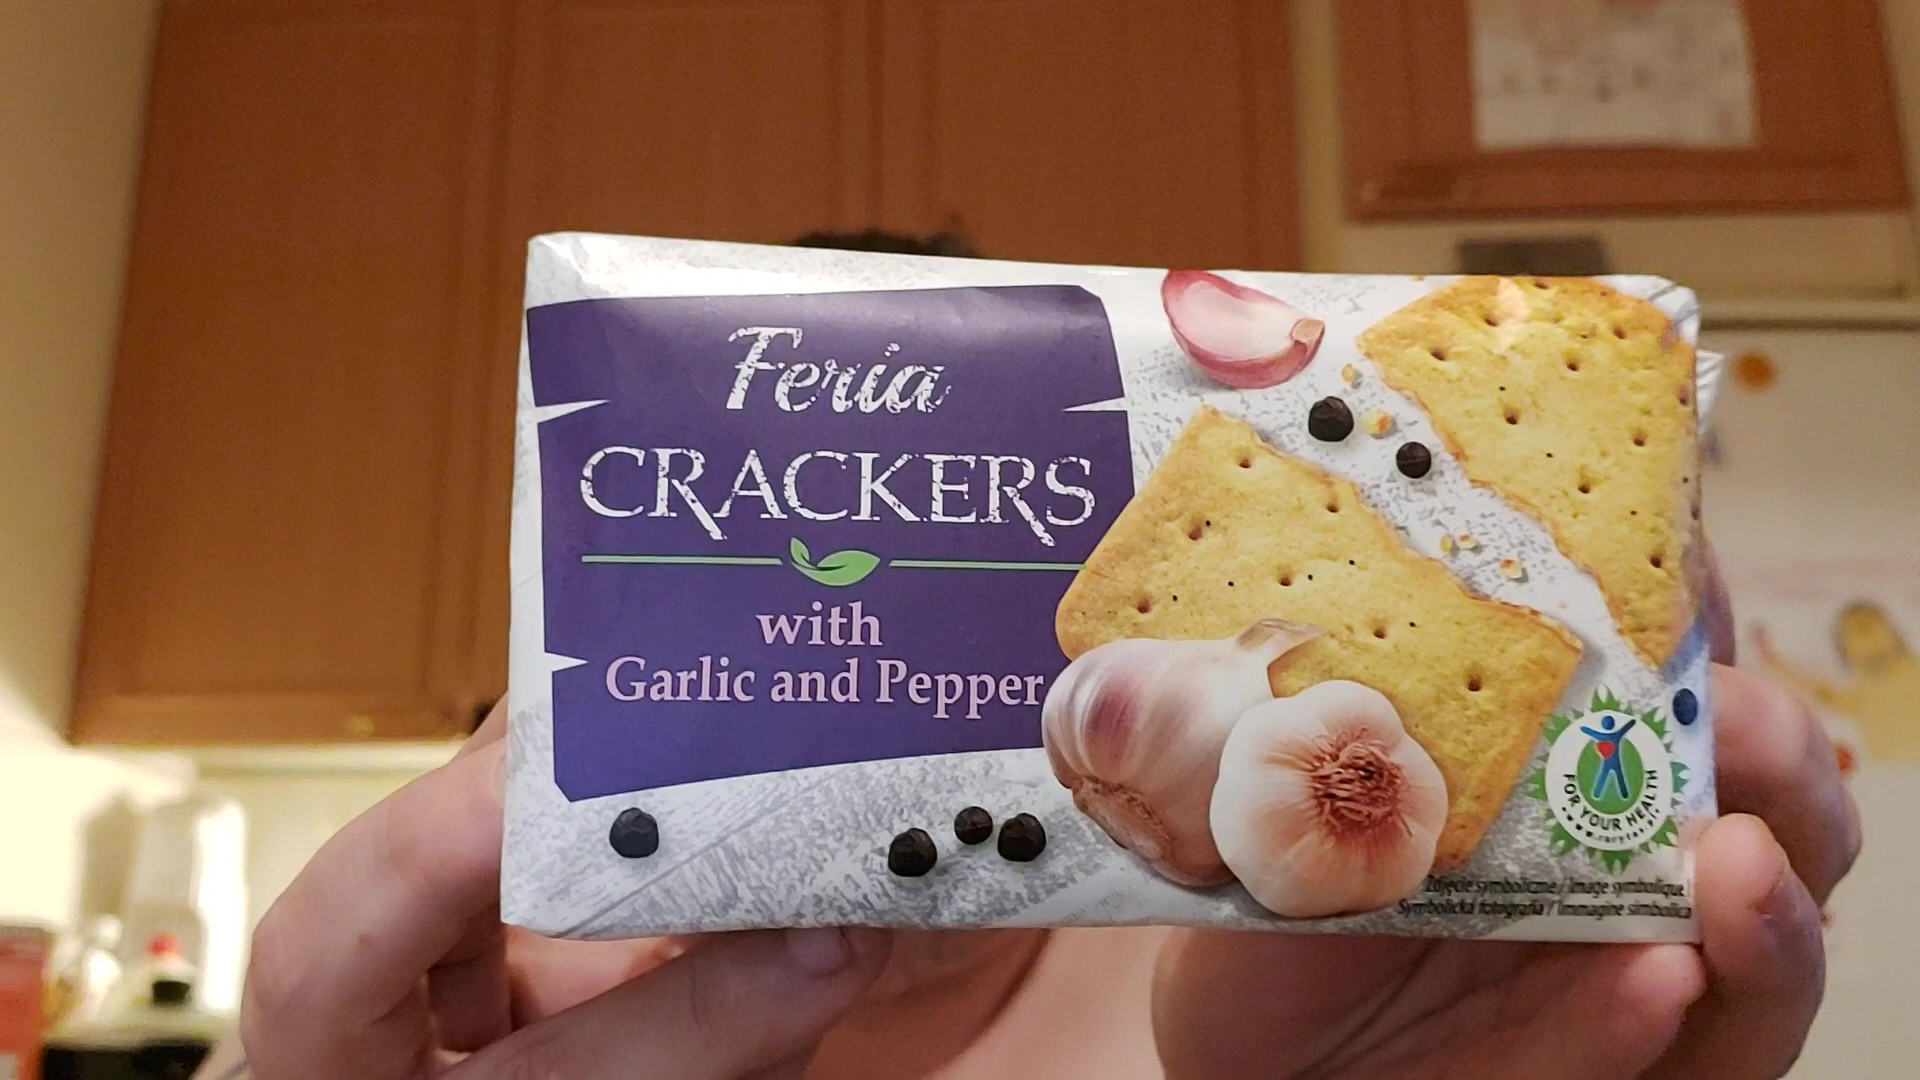 Feria
CRACKERS
with
Garlic and Pepper
FOR YOUR HEALTH
Zdjęcie symboliczne / Image symbolique
Symbolická fotografia / Immagine simbolica